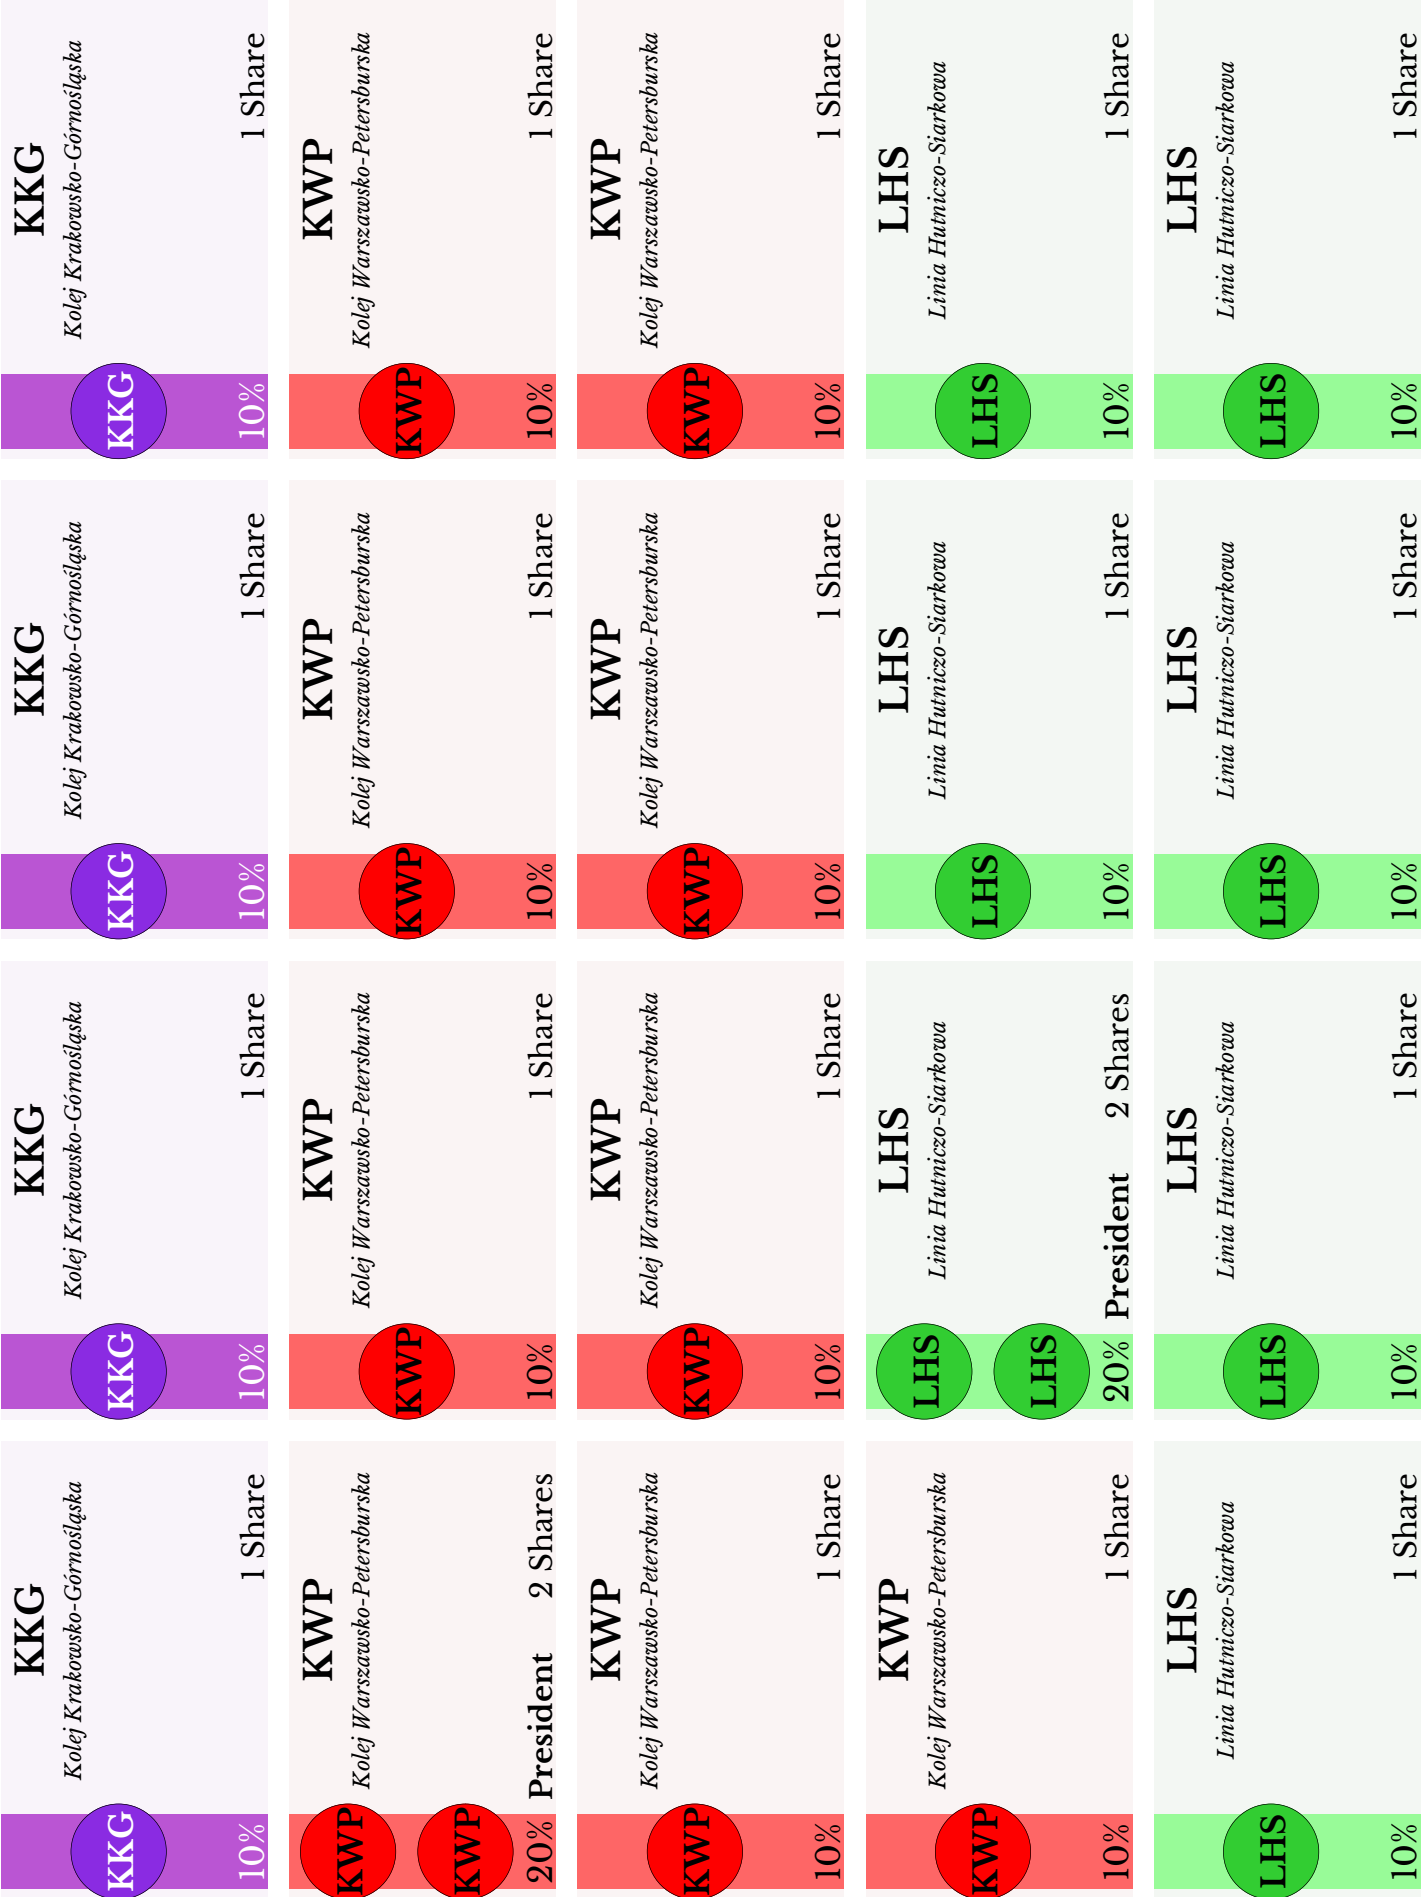 KKG
Kolej Krakowsko-Górnośląska
KKG
10% 1 Share
KKG
Kolej Krakowsko-Górnośląska
KKG
10% 1 Share
KKG
Kolej Krakowsko-Górnośląska
KKG
10% 1 Share
KKG
Kolej Krakowsko-Górnośląska
KKG
10% 1 Share
KWP
Kolej Warszawsko-Petersburska
KWP
KWP
20% President 2 Shares
KWP
Kolej Warszawsko-Petersburska
KWP
10% 1 Share
KWP
Kolej Warszawsko-Petersburska
KWP
10% 1 Share
KWP
Kolej Warszawsko-Petersburska
KWP
10% 1 Share
KWP
Kolej Warszawsko-Petersburska
KWP
10% 1 Share
KWP
Kolej Warszawsko-Petersburska
KWP
10% 1 Share
KWP
Kolej Warszawsko-Petersburska
KWP
10% 1 Share
KWP
Kolej Warszawsko-Petersburska
KWP
10% 1 Share
KWP
Kolej Warszawsko-Petersburska
KWP
10% 1 Share
LHS
Linia Hutniczo-Siarkowa
LHS
LHS
20% President 2 Shares
LHS
Linia Hutniczo-Siarkowa
LHS
10% 1 Share
LHS
Linia Hutniczo-Siarkowa
LHS
10% 1 Share
LHS
Linia Hutniczo-Siarkowa
LHS
10% 1 Share
LHS
Linia Hutniczo-Siarkowa
LHS
10% 1 Share
LHS
Linia Hutniczo-Siarkowa
LHS
10% 1 Share
LHS
Linia Hutniczo-Siarkowa
LHS
10% 1 Share